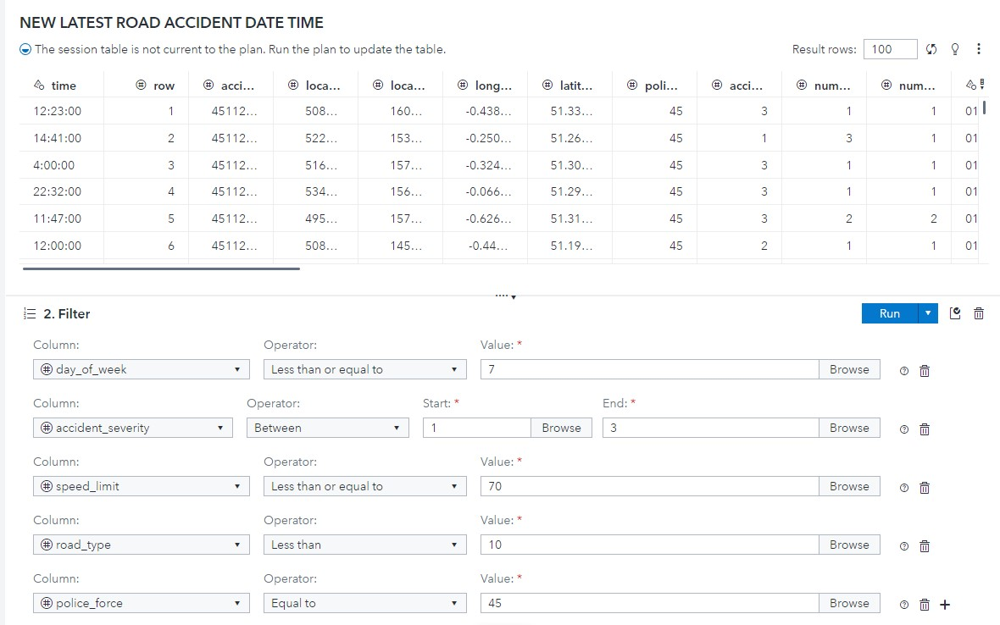 NEW LATEST ROAD ACCIDENT DATE TIME
The session table is not current to the plan. Run the plan to update the table.
Result rows: 100
time row acci... loca... loca... long... latit... poli... acci... num... num...
12:23:00 1 45112... 508... 160... -0.438... 51.33... 45 3 1 1 01
14:41:00 2 45112... 522... 153... -0.250... 51.26... 45 1 3 1 01
4:00:00 3 45112... 516... 157... -0.324... 51.30... 45 3 1 1 01
22:32:00 4 45112... 534... 156... -0.066... 51.29... 45 3 1 1 01
11:47:00 5 45112... 495... 157... -0.626... 51.31... 45 3 2 2 01
12:00:00 6 45112... 508... 145... -0.44... 51.19... 45 2 1 1 01
2. Filter Run
Column: Operator: Value: *
day_of_week Less than or equal to 7 Browse
Column: Operator: Start: * End: *
accident_severity Between 1 Browse 3 Browse
Column: Operator: Value: *
speed_limit Less than or equal to 70 Browse
Column: Operator: Value: *
road_type Less than 10 Browse
Column: Operator: Value: *
police_force Equal to 45 Browse